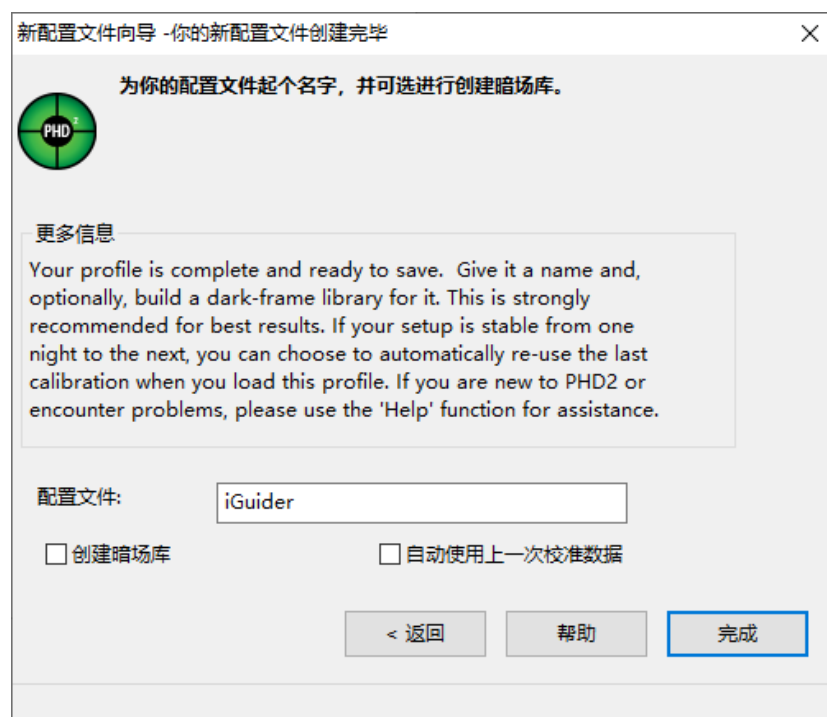 新配置文件向导 -你的新配置文件创建完毕
为你的配置文件起个名字，并可选进行创建暗场库。
PHD2
更多信息
Your profile is complete and ready to save.  Give it a name and,
optionally, build a dark-frame library for it. This is strongly
recommended for best results. If your setup is stable from one
night to the next, you can choose to automatically re-use the last
calibration when you load this profile. If you are new to PHD2 or
encounter problems, please use the 'Help' function for assistance.
配置文件:
iGuider
创建暗场库
自动使用上一次校准数据
< 返回
帮助
完成